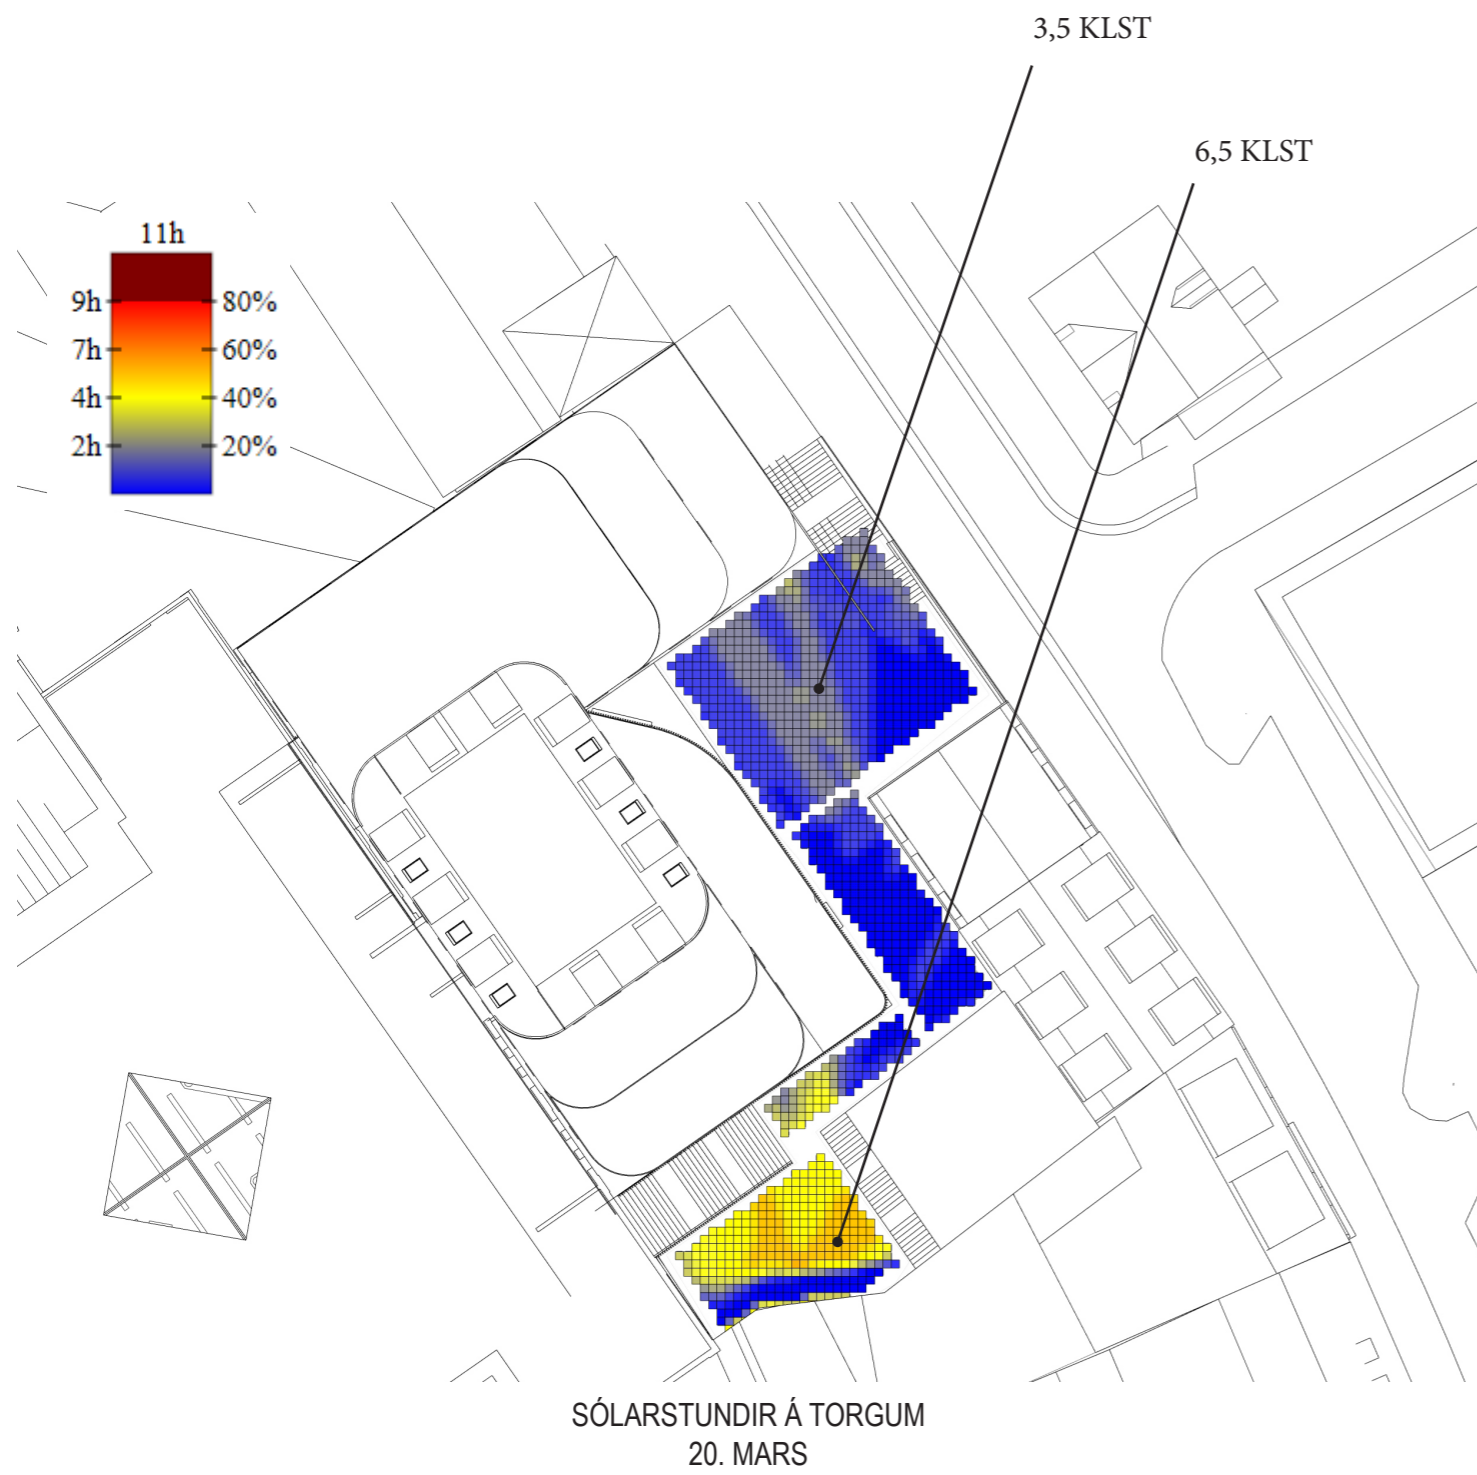 3,5 KLST
6,5 KLST
11h
9h 80%
7h 60%
4h 40%
2h 20%
SÓLARSTUNDIR Á TORGUM
20. MARS